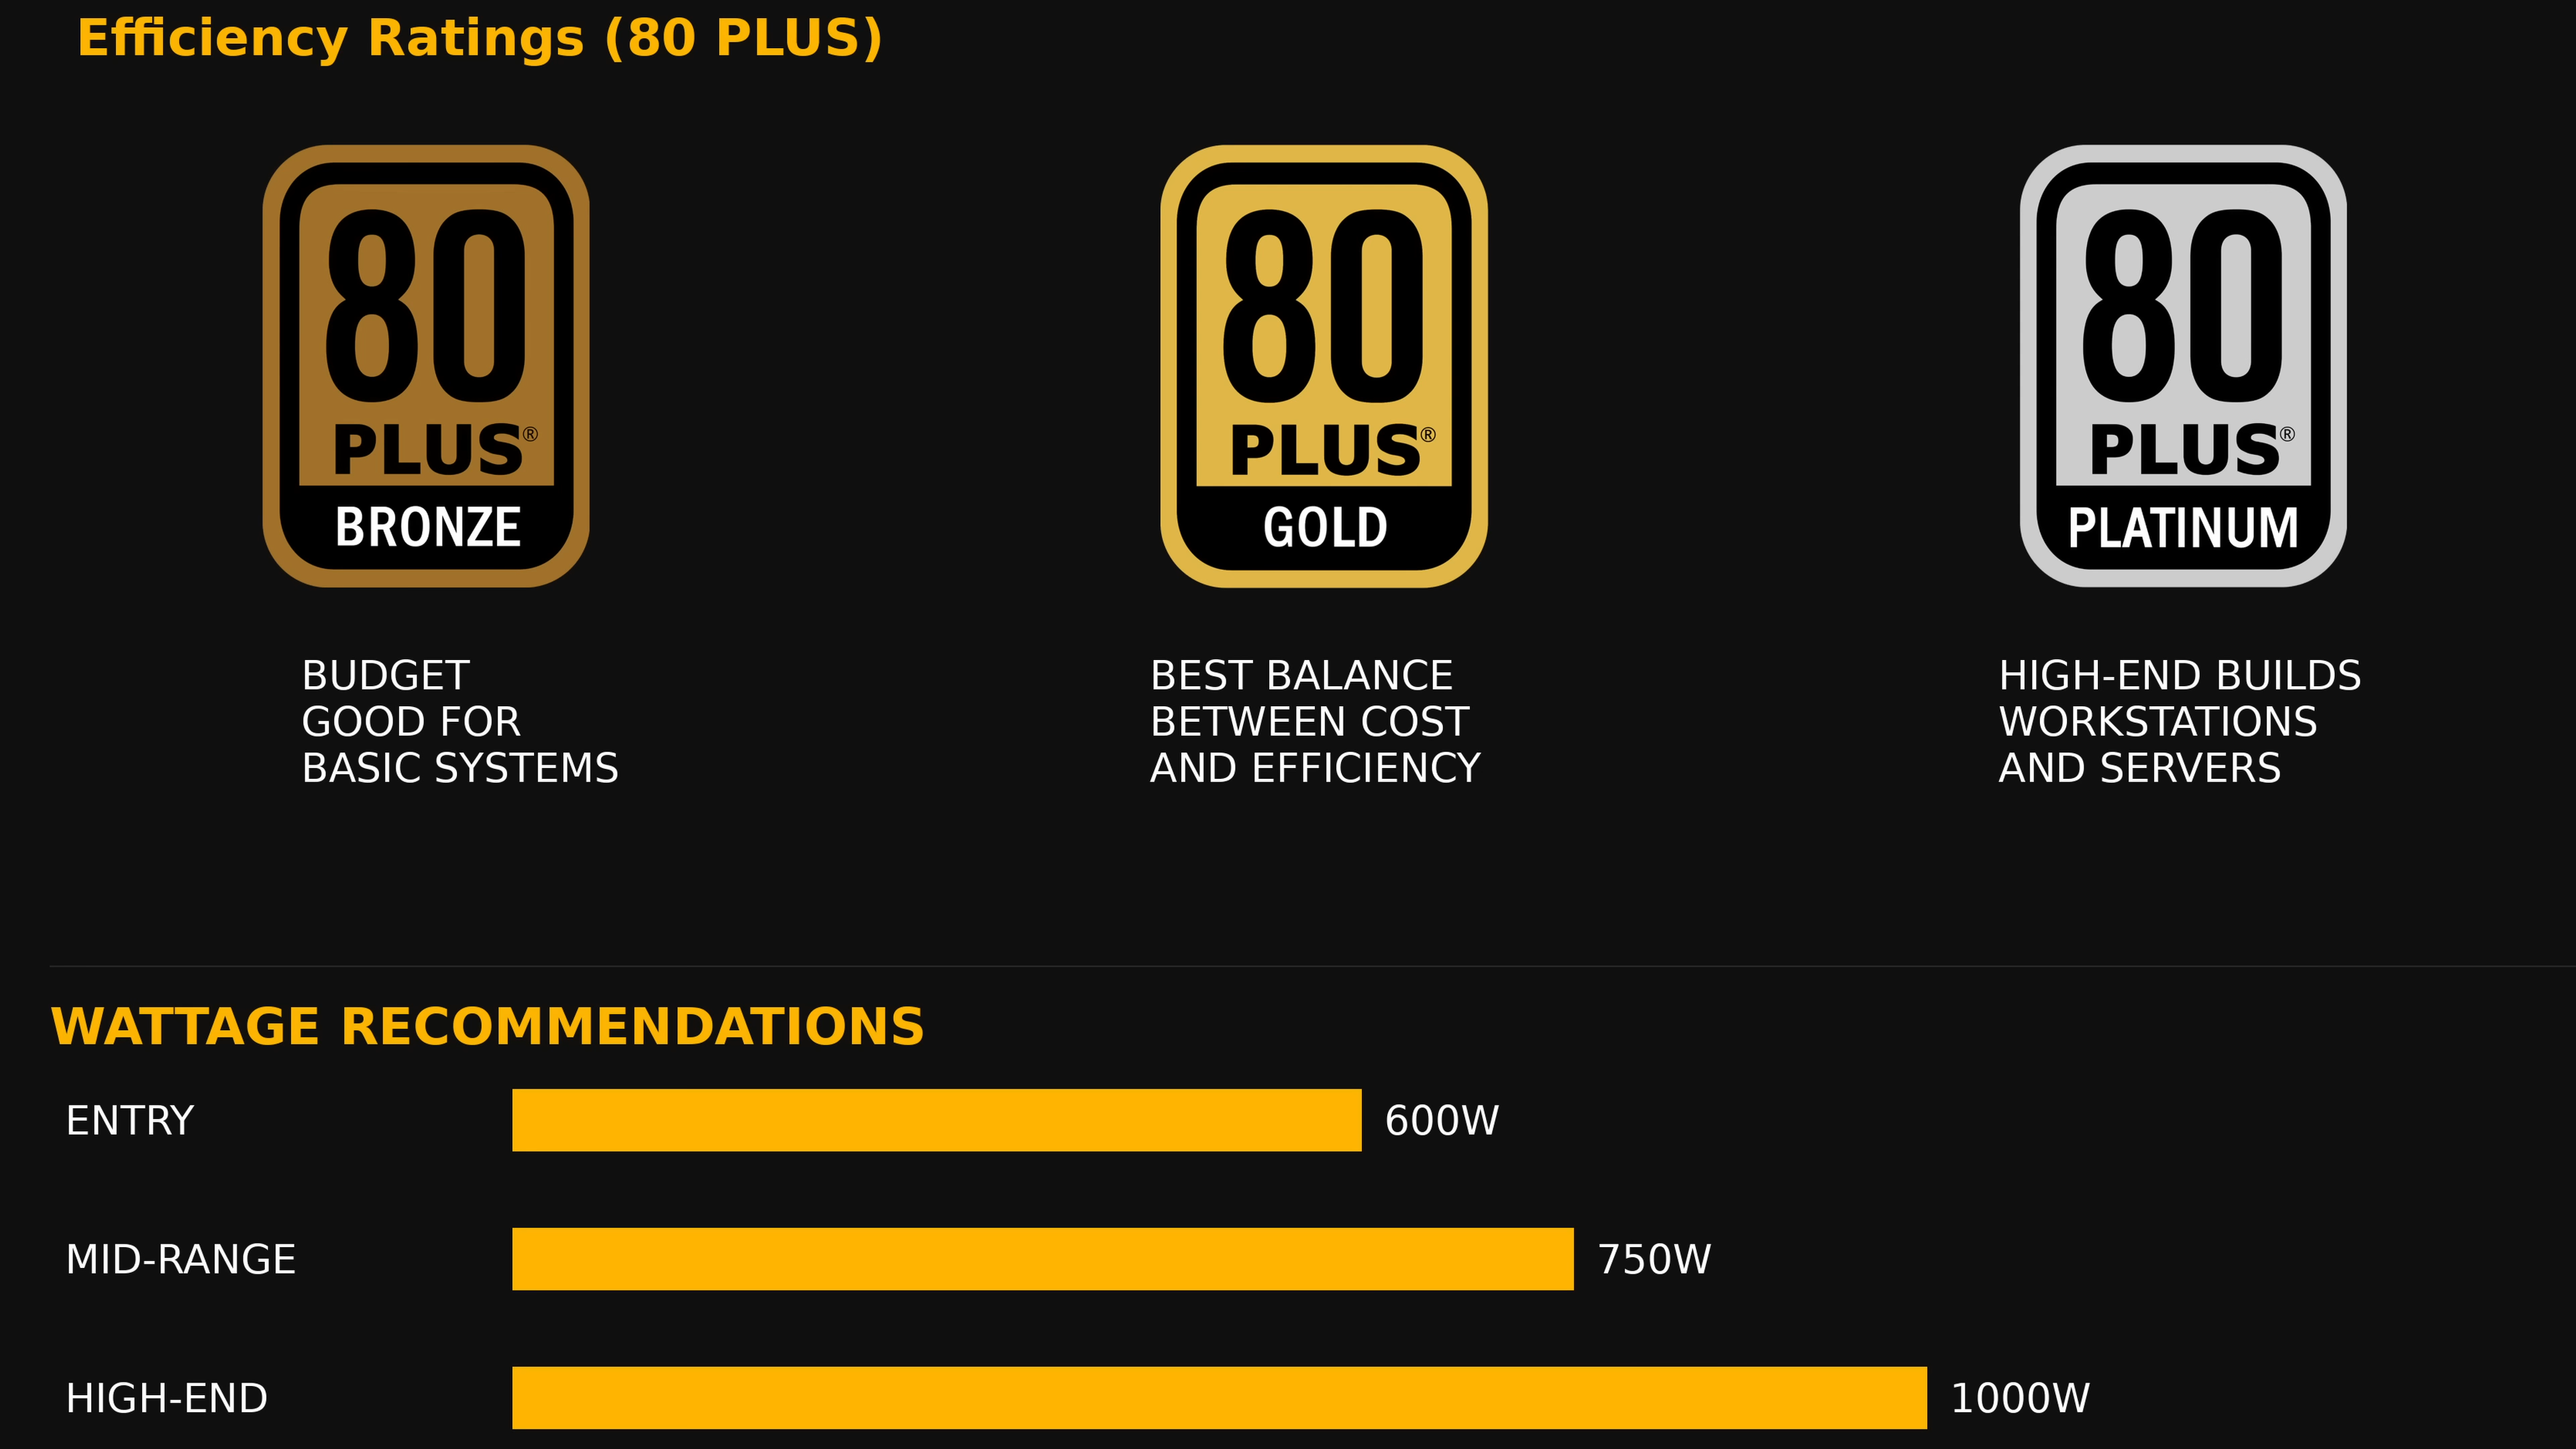 Efficiency Ratings (80 PLUS)
80
PLUS®
BRONZE
80
PLUS®
GOLD
80
PLUS®
PLATINUM
BUDGET
GOOD FOR
BASIC SYSTEMS
BEST BALANCE
BETWEEN COST
AND EFFICIENCY
HIGH-END BUILDS
WORKSTATIONS
AND SERVERS
WATTAGE RECOMMENDATIONS
ENTRY 600W
MID-RANGE 750W
HIGH-END 1000W